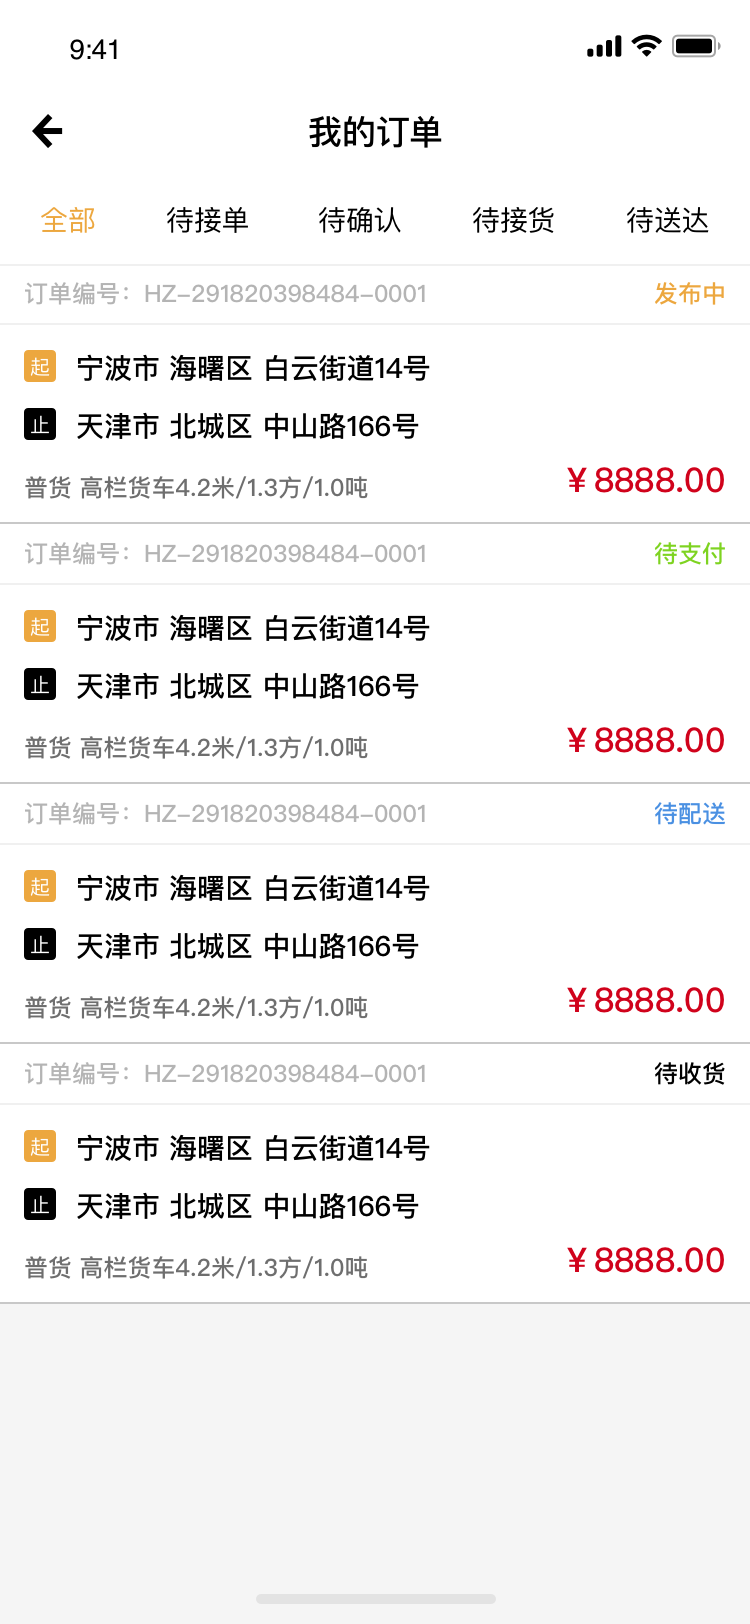 9:41
我的订单
全部 待接单 待确认 待接货 待送达
订单编号：HZ-291820398484-0001 发布中
起 宁波市 海曙区 白云街道14号
止 天津市 北城区 中山路166号
普货 高栏货车4.2米/1.3方/1.0吨 ¥8888.00
订单编号：HZ-291820398484-0001 待支付
起 宁波市 海曙区 白云街道14号
止 天津市 北城区 中山路166号
普货 高栏货车4.2米/1.3方/1.0吨 ¥8888.00
订单编号：HZ-291820398484-0001 待配送
起 宁波市 海曙区 白云街道14号
止 天津市 北城区 中山路166号
普货 高栏货车4.2米/1.3方/1.0吨 ¥8888.00
订单编号：HZ-291820398484-0001 待收货
起 宁波市 海曙区 白云街道14号
止 天津市 北城区 中山路166号
普货 高栏货车4.2米/1.3方/1.0吨 ¥8888.00